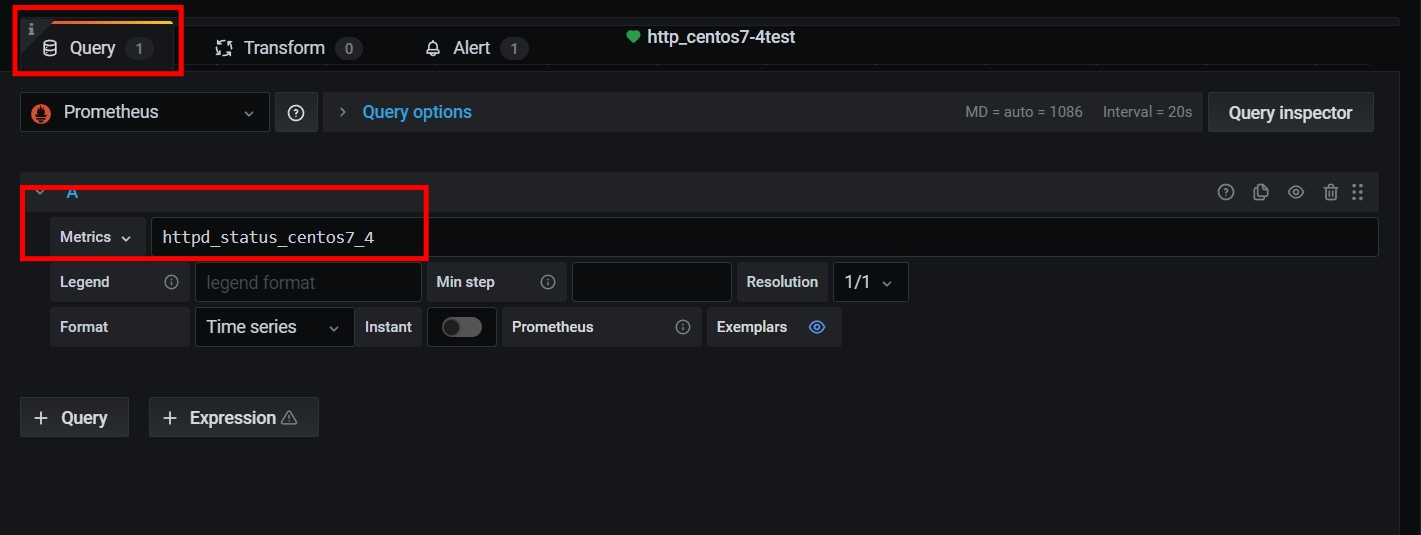 Query 1 Transform 0 Alert 1 http_centos7-4test
Prometheus Query options MD = auto = 1086 Interval = 20s Query inspector
A
Metrics httpd_status_centos7_4
Legend legend format Min step Resolution 1/1
Format Time series Instant Prometheus Exemplars
+ Query + Expression